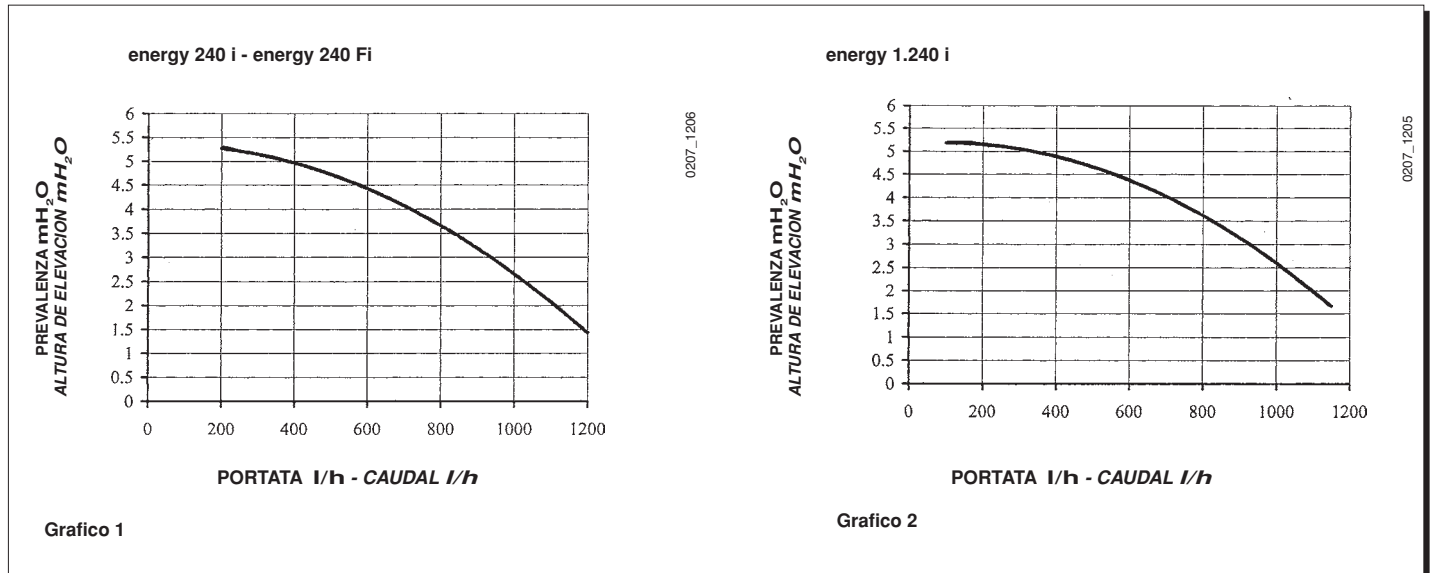 energy 240 i - energy 240 Fi
6
5.5
5
4.5
4
3.5
3
2.5
2
1.5
1
0.5
0
0 200 400 600 800 1000 1200
PREVALENZA mH₂O
ALTURA DE ELEVACION mH₂O
PORTATA l/h - CAUDAL l/h
0207_1206
Grafico 1
energy 1.240 i
6
5.5
5
4.5
4
3.5
3
2.5
2
1.5
1
0.5
0
0 200 400 600 800 1000 1200
PREVALENZA mH₂O
ALTURA DE ELEVACION mH₂O
PORTATA l/h - CAUDAL l/h
0207_1205
Grafico 2